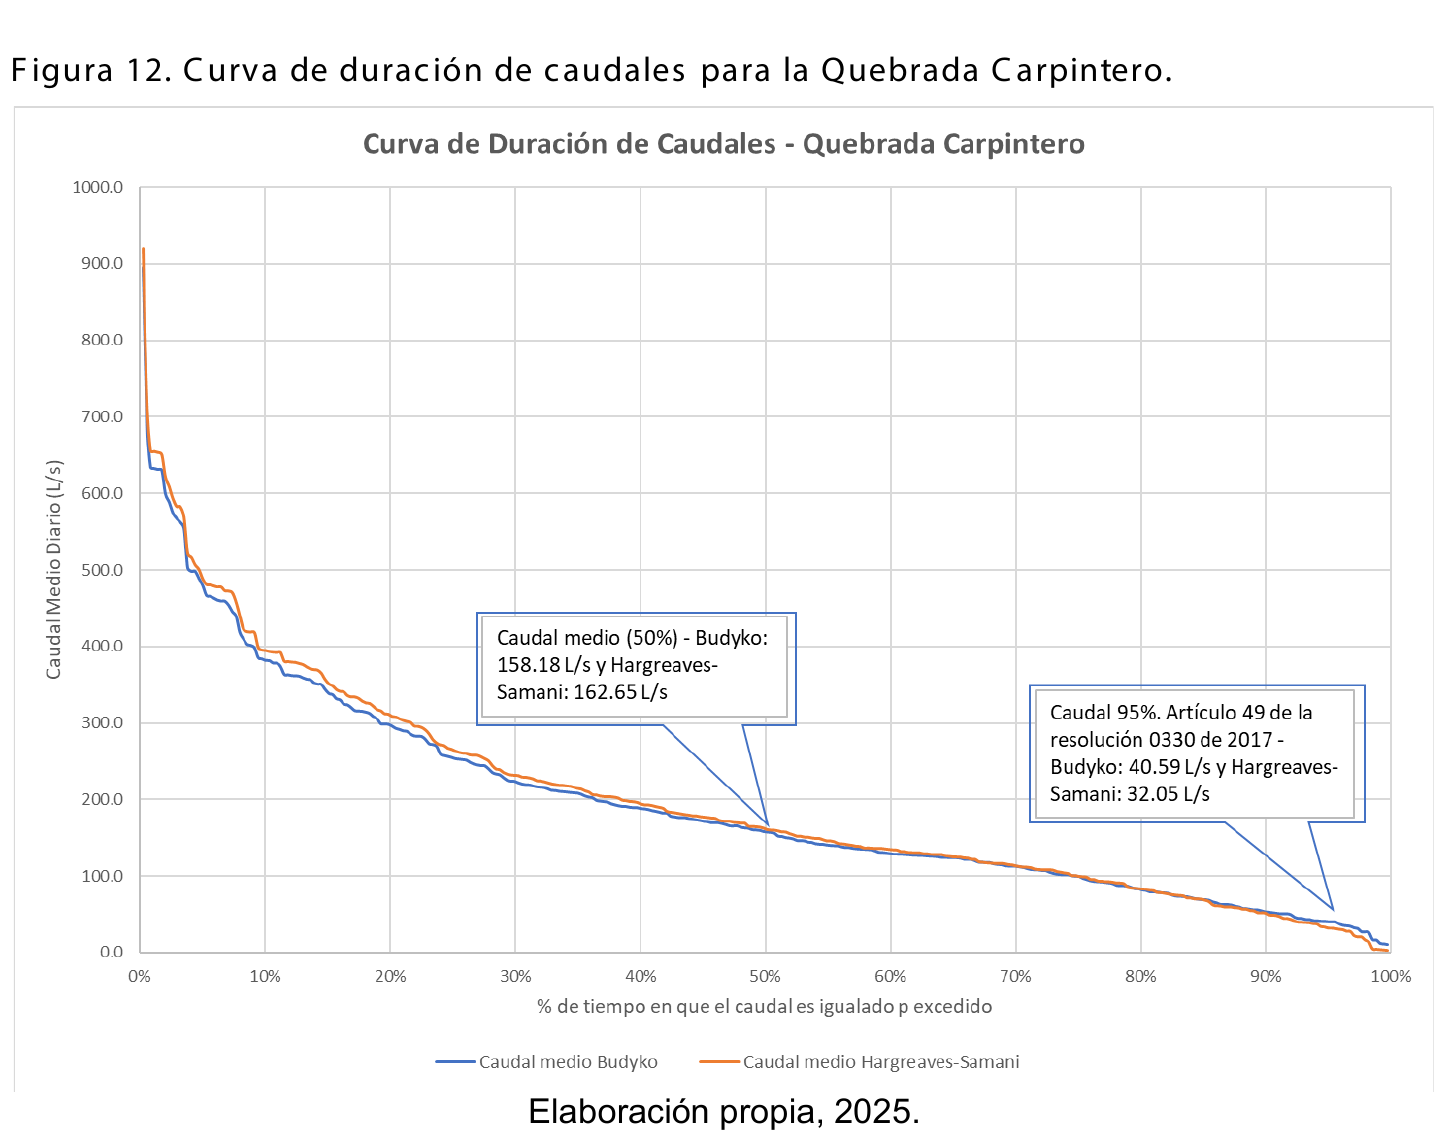 Figura 12. Curva de duración de caudales para la Quebrada Carpintero.
Curva de Duración de Caudales - Quebrada Carpintero
Caudal Medio Diario (L/s)
1000.0
900.0
800.0
700.0
600.0
500.0
400.0
300.0
200.0
100.0
0.0
Caudal medio (50%) - Budyko:
158.18 L/s y Hargreaves-
Samani: 162.65 L/s
Caudal 95%. Artículo 49 de la
resolución 0330 de 2017 -
Budyko: 40.59 L/s y Hargreaves-
Samani: 32.05 L/s
0% 10% 20% 30% 40% 50% 60% 70% 80% 90% 100%
% de tiempo en que el caudal es igualado p excedido
Caudal medio Budyko Caudal medio Hargreaves-Samani
Elaboración propia, 2025.